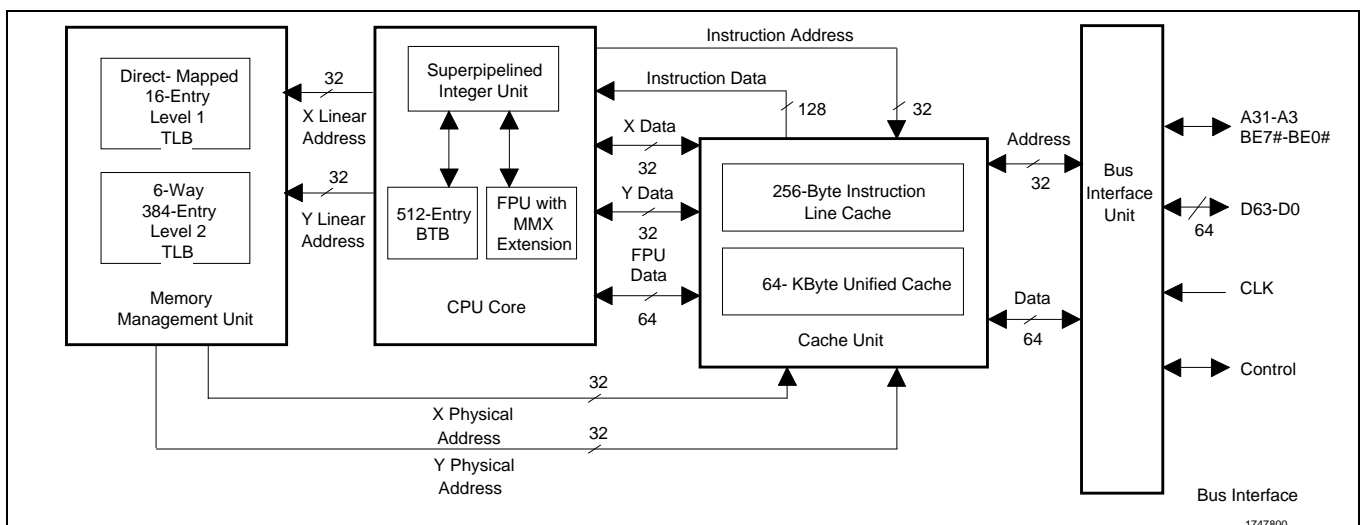 Direct- Mapped
16-Entry
Level 1
TLB
6-Way
384-Entry
Level 2
TLB
Memory
Management Unit
32
X Linear
Address
32
Y Linear
Address
Superpipelined
Integer Unit
512-Entry
BTB
FPU with
MMX
Extension
CPU Core
Instruction Address
Instruction Data
128
32
X Data
32
Y Data
32
FPU
Data
64
256-Byte Instruction
Line Cache
64- KByte Unified Cache
Cache Unit
Address
32
Data
64
Bus
Interface
Unit
A31-A3
BE7#-BE0#
D63-D0
64
CLK
Control
32
X Physical
Address
32
Y Physical
Address
Bus Interface
1747800